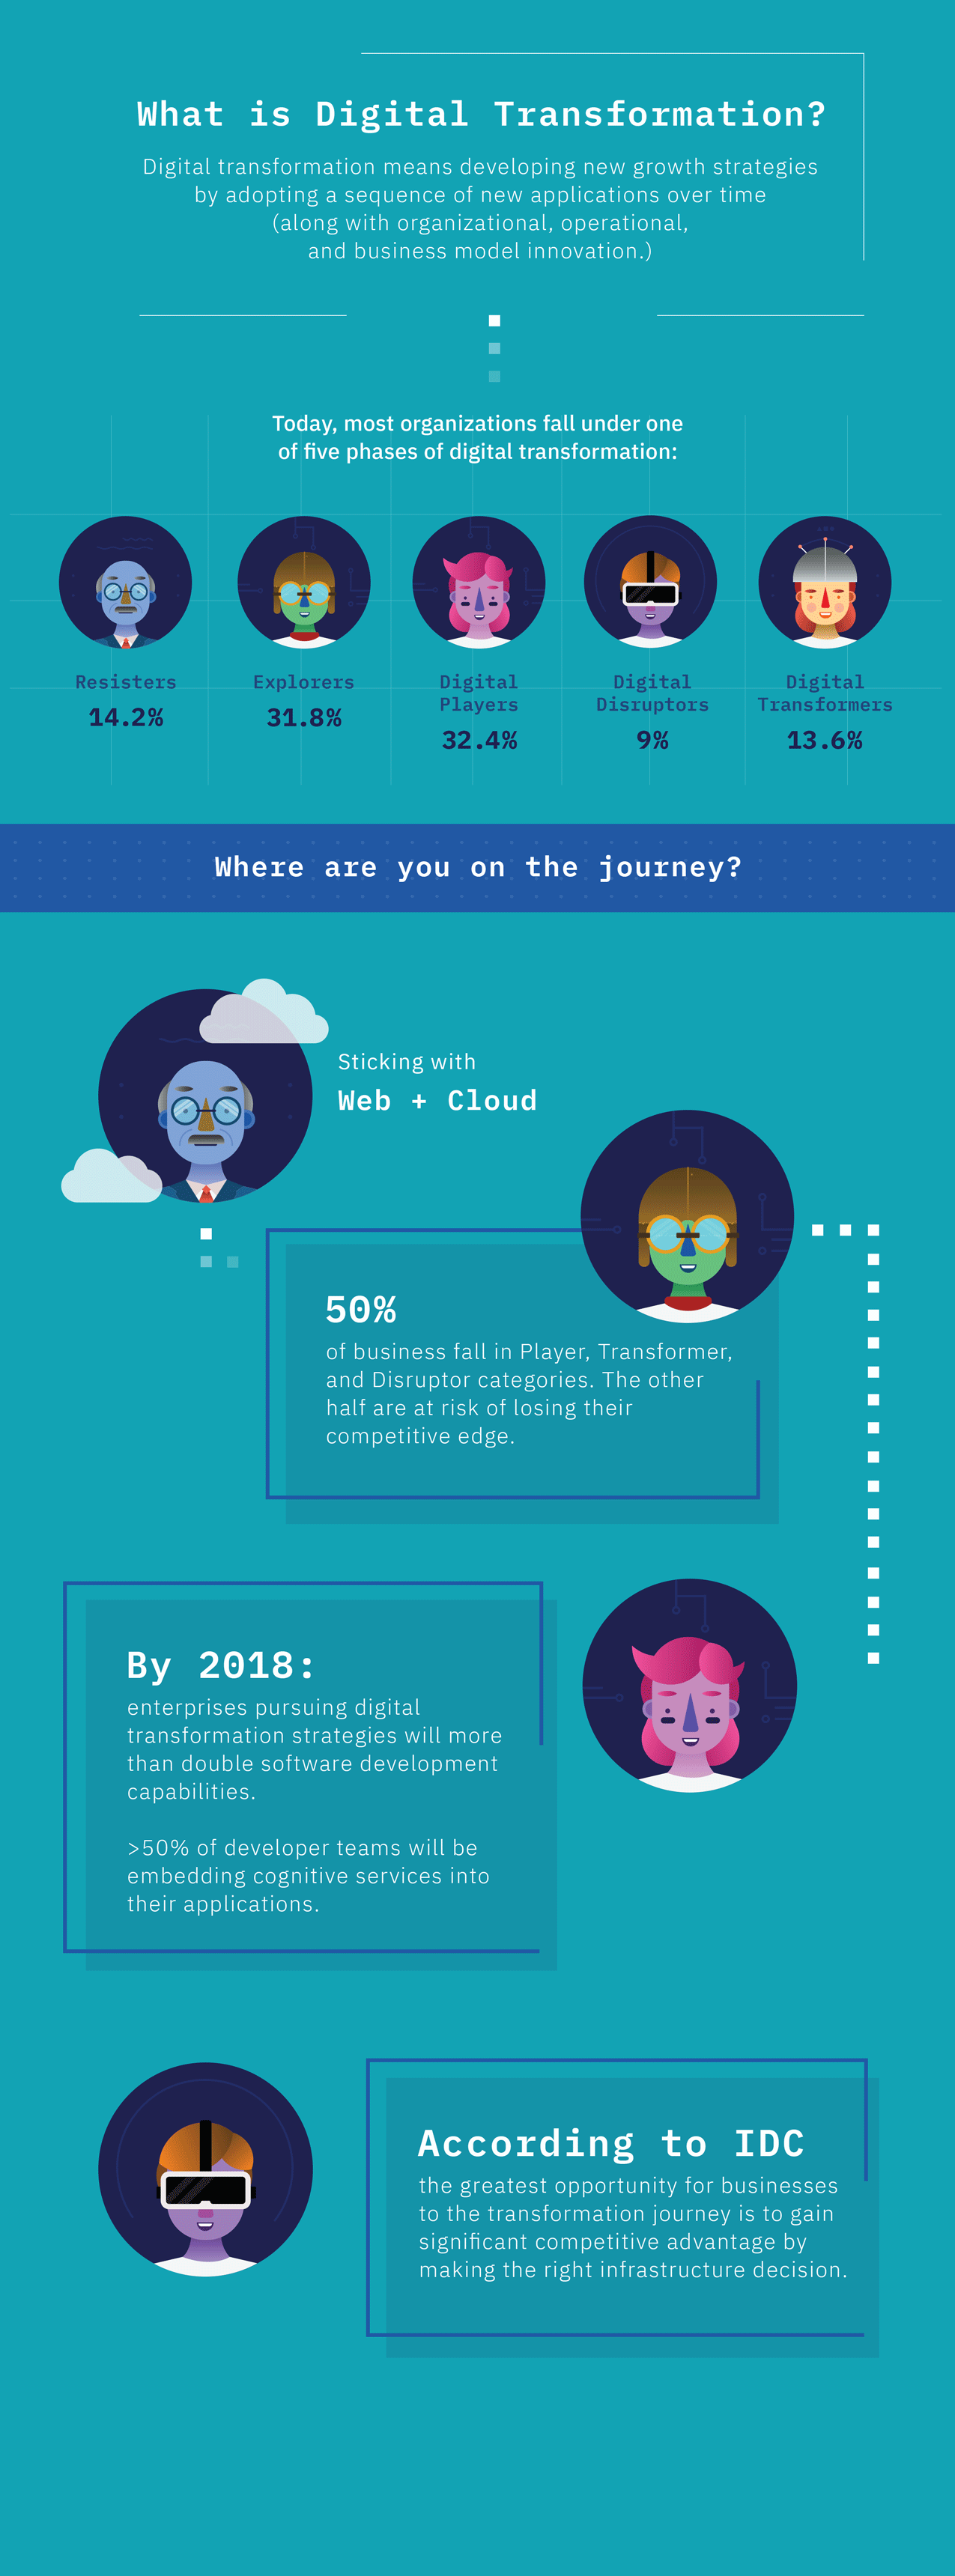 What is Digital Transformation?
Digital transformation means developing new growth strategies
by adopting a sequence of new applications over time
(along with organizational, operational,
and business model innovation.)
Today, most organizations fall under one
of five phases of digital transformation:
Resisters
14.2%
Explorers
31.8%
Digital
Players
32.4%
Digital
Disruptors
9%
Digital
Transformers
13.6%
Where are you on the journey?
Sticking with
Web + Cloud
50%
of business fall in Player, Transformer,
and Disruptor categories. The other
half are at risk of losing their
competitive edge.
By 2018:
enterprises pursuing digital
transformation strategies will more
than double software development
capabilities.
>50% of developer teams will be
embedding cognitive services into
their applications.
According to IDC
the greatest opportunity for businesses
to the transformation journey is to gain
significant competitive advantage by
making the right infrastructure decision.